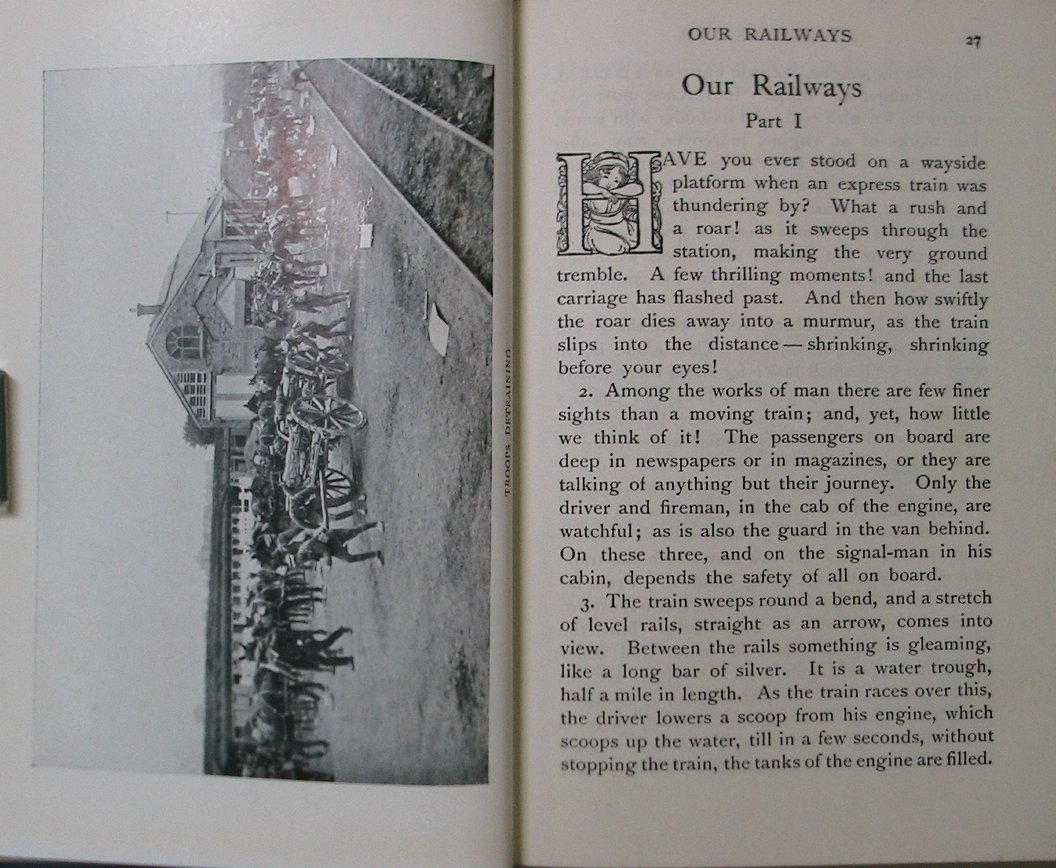 TROOPS DETRAINING
OUR RAILWAYS 27
Our Railways
Part I
HAVE you ever stood on a wayside
platform when an express train was
thundering by? What a rush and
a roar! as it sweeps through the
station, making the very ground
tremble. A few thrilling moments! and the last
carriage has flashed past. And then how swiftly
the roar dies away into a murmur, as the train
slips into the distance — shrinking, shrinking
before your eyes!
2. Among the works of man there are few finer
sights than a moving train; and, yet, how little
we think of it! The passengers on board are
deep in newspapers or in magazines, or they are
talking of anything but their journey. Only the
driver and fireman, in the cab of the engine, are
watchful; as is also the guard in the van behind.
On these three, and on the signal-man in his
cabin, depends the safety of all on board.
3. The train sweeps round a bend, and a stretch
of level rails, straight as an arrow, comes into
view. Between the rails something is gleaming,
like a long bar of silver. It is a water trough,
half a mile in length. As the train races over this,
the driver lowers a scoop from his engine, which
scoops up the water, till in a few seconds, without
stopping the train, the tanks of the engine are filled.